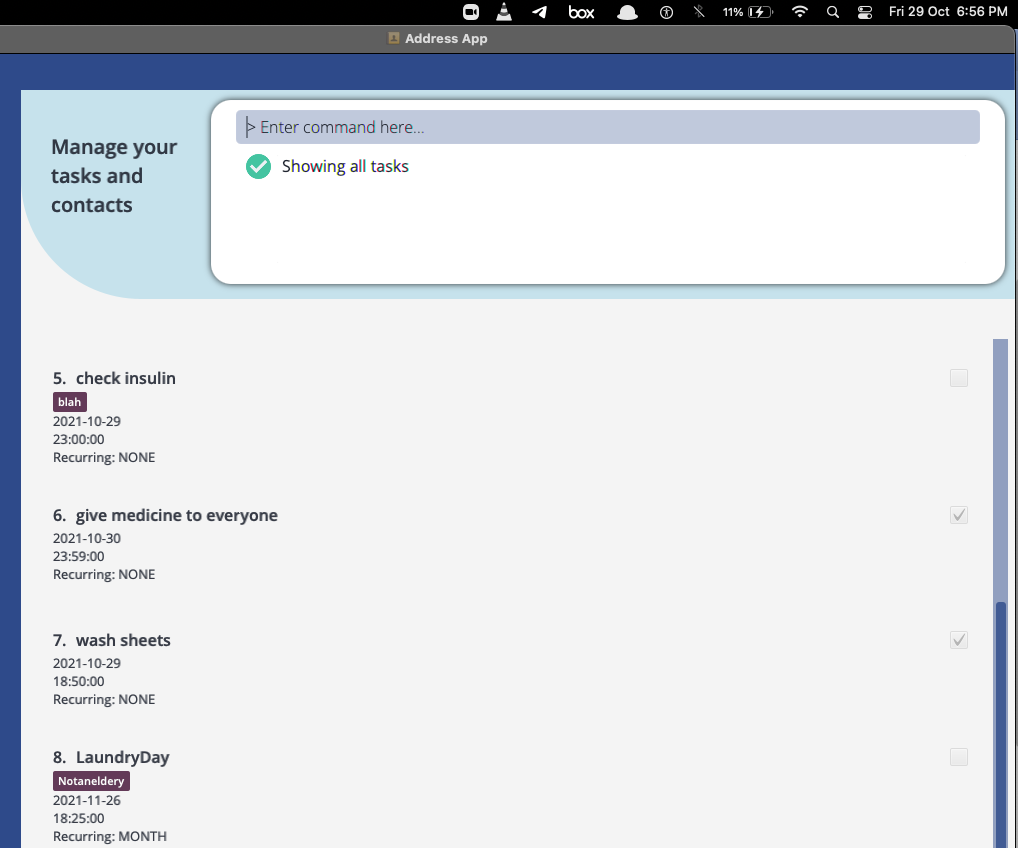 box
11%
Fri 29 Oct 6:56 PM
Address App
Manage your
tasks and
contacts
> Enter command here...
Showing all tasks
5. check insulin
blah
2021-10-29
23:00:00
Recurring: NONE
6. give medicine to everyone
2021-10-30
23:59:00
Recurring: NONE
7. wash sheets
2021-10-29
18:50:00
Recurring: NONE
8. LaundryDay
Notaneldery
2021-11-26
18:25:00
Recurring: MONTH